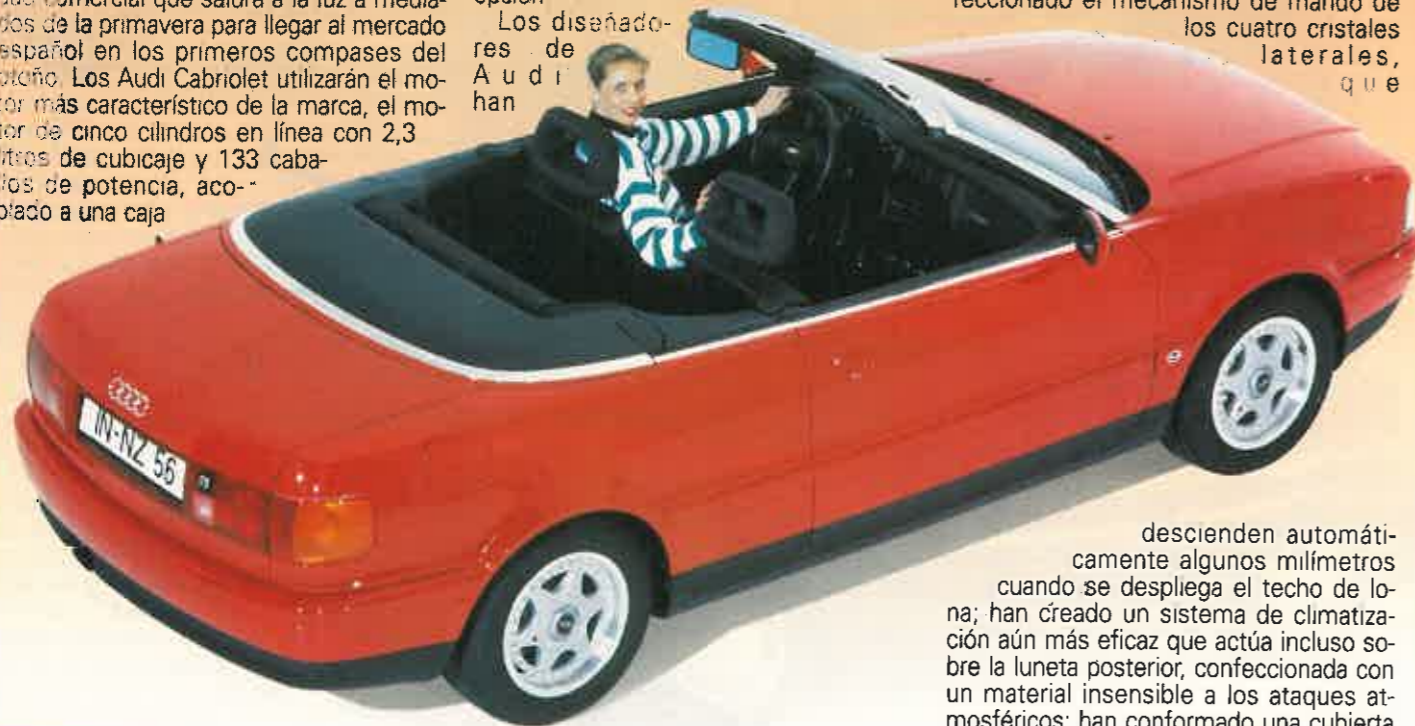 comercial que saldrá a la luz a media-
dos de la primavera para llegar al mercado
español en los primeros compases del
otoño. Los Audi Cabriolet utilizarán el mo-
tor más característico de la marca, el mo-
tor de cinco cilindros en línea con 2,3
litros de cubicaje y 133 caba-
llos de potencia, aco-
plado a una caja
opción
Los diseñado-
res de
Audi
han
feccionado el mecanismo de mando de
los cuatro cristales
laterales,
que
descienden automáti-
camente algunos milímetros
cuando se despliega el techo de lo-
na; han creado un sistema de climatiza-
ción aún más eficaz que actúa incluso so-
bre la luneta posterior, confeccionada con
un material insensible a los ataques at-
mosféricos; han conformado una cubierta
IN-NZ 56